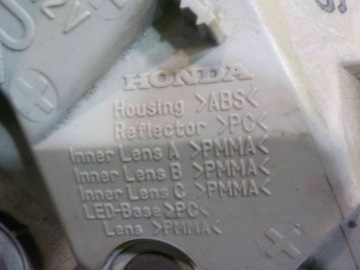 HONDA
Housing >ABS<
Reflector >PC<
Inner Lens A >PMMA<
Inner Lens B >PMMA<
Inner Lens C >PMMA<
LED-Base >PC<
Lens >PMMA<